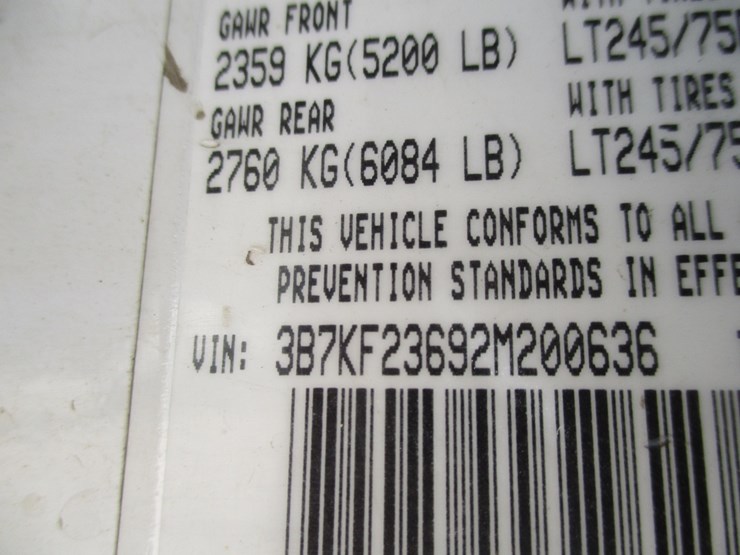 GAWR FRONT
2359 KG(5200 LB) LT245/75
WITH TIRES
GAWR REAR
2760 KG(6084 LB) LT245/75
THIS VEHICLE CONFORMS TO ALL
PREVENTION STANDARDS IN EFFE
VIN: 3B7KF23692M200636